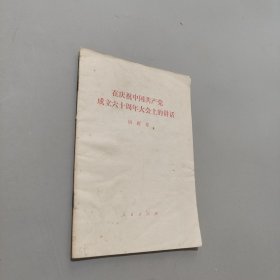 在庆祝中国共产党
成立六十周年大会上的讲话
胡耀邦
人民出版社